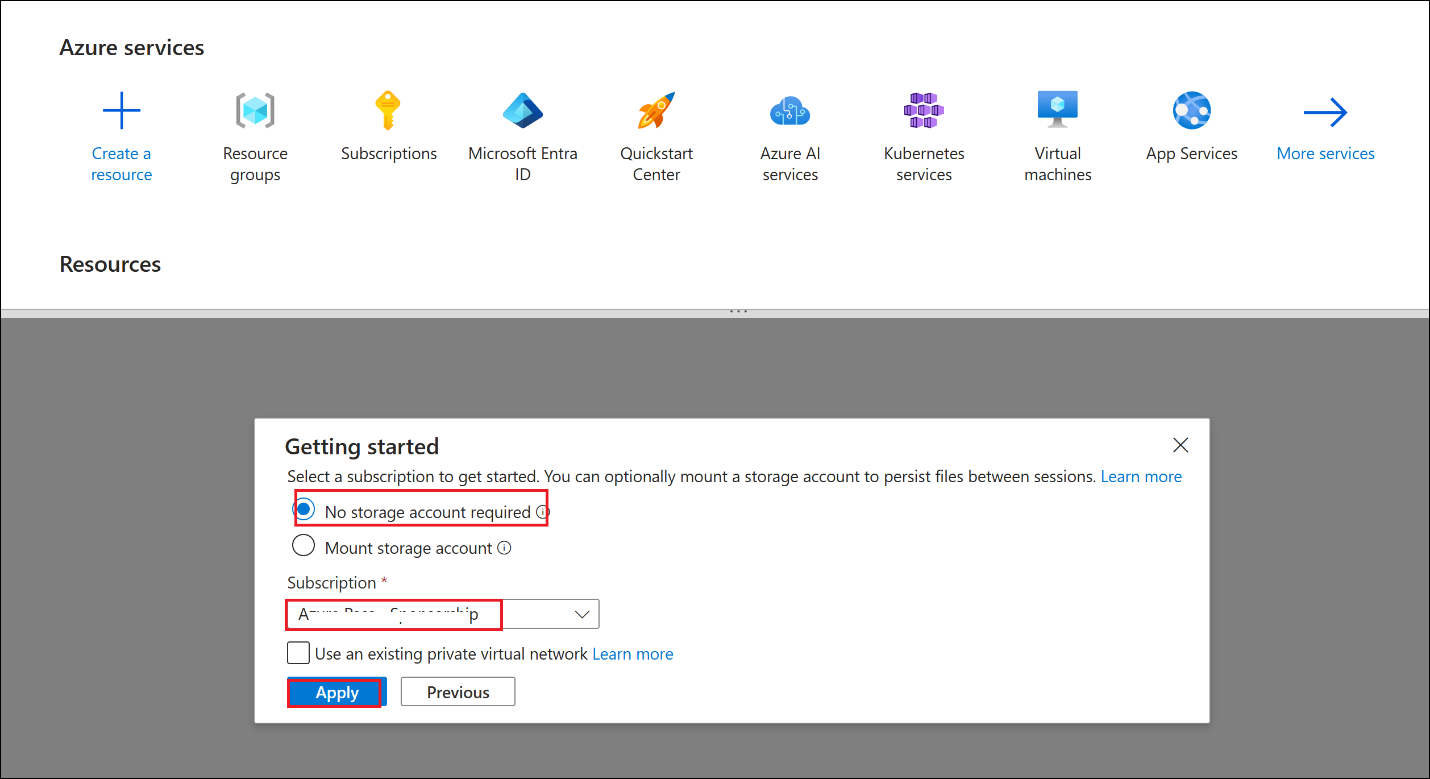 Azure services
Create a
resource
Resource
groups
Subscriptions
Microsoft Entra
ID
Quickstart
Center
Azure AI
services
Kubernetes
services
Virtual
machines
App Services
More services
Resources
Getting started
Select a subscription to get started. You can optionally mount a storage account to persist files between sessions. Learn more
No storage account required
Mount storage account
Subscription *
Azure Pass - Sponsorship
Use an existing private virtual network Learn more
Apply
Previous